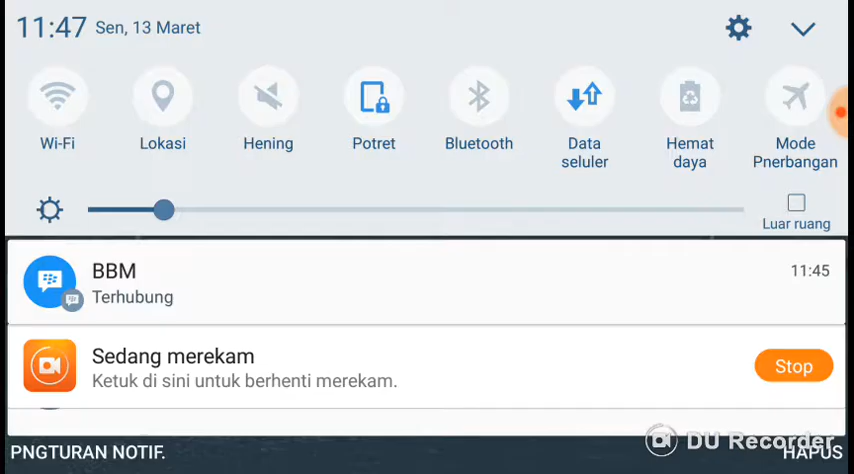 11:47 Sen, 13 Maret
Wi-Fi Lokasi Hening Potret Bluetooth Data seluler Hemat daya Mode Pnerbangan
Luar ruang
BBM 11:45
Terhubung
Sedang merekam
Ketuk di sini untuk berhenti merekam.
Stop
PNGTURAN NOTIF.
DU Recorder
HAPUS